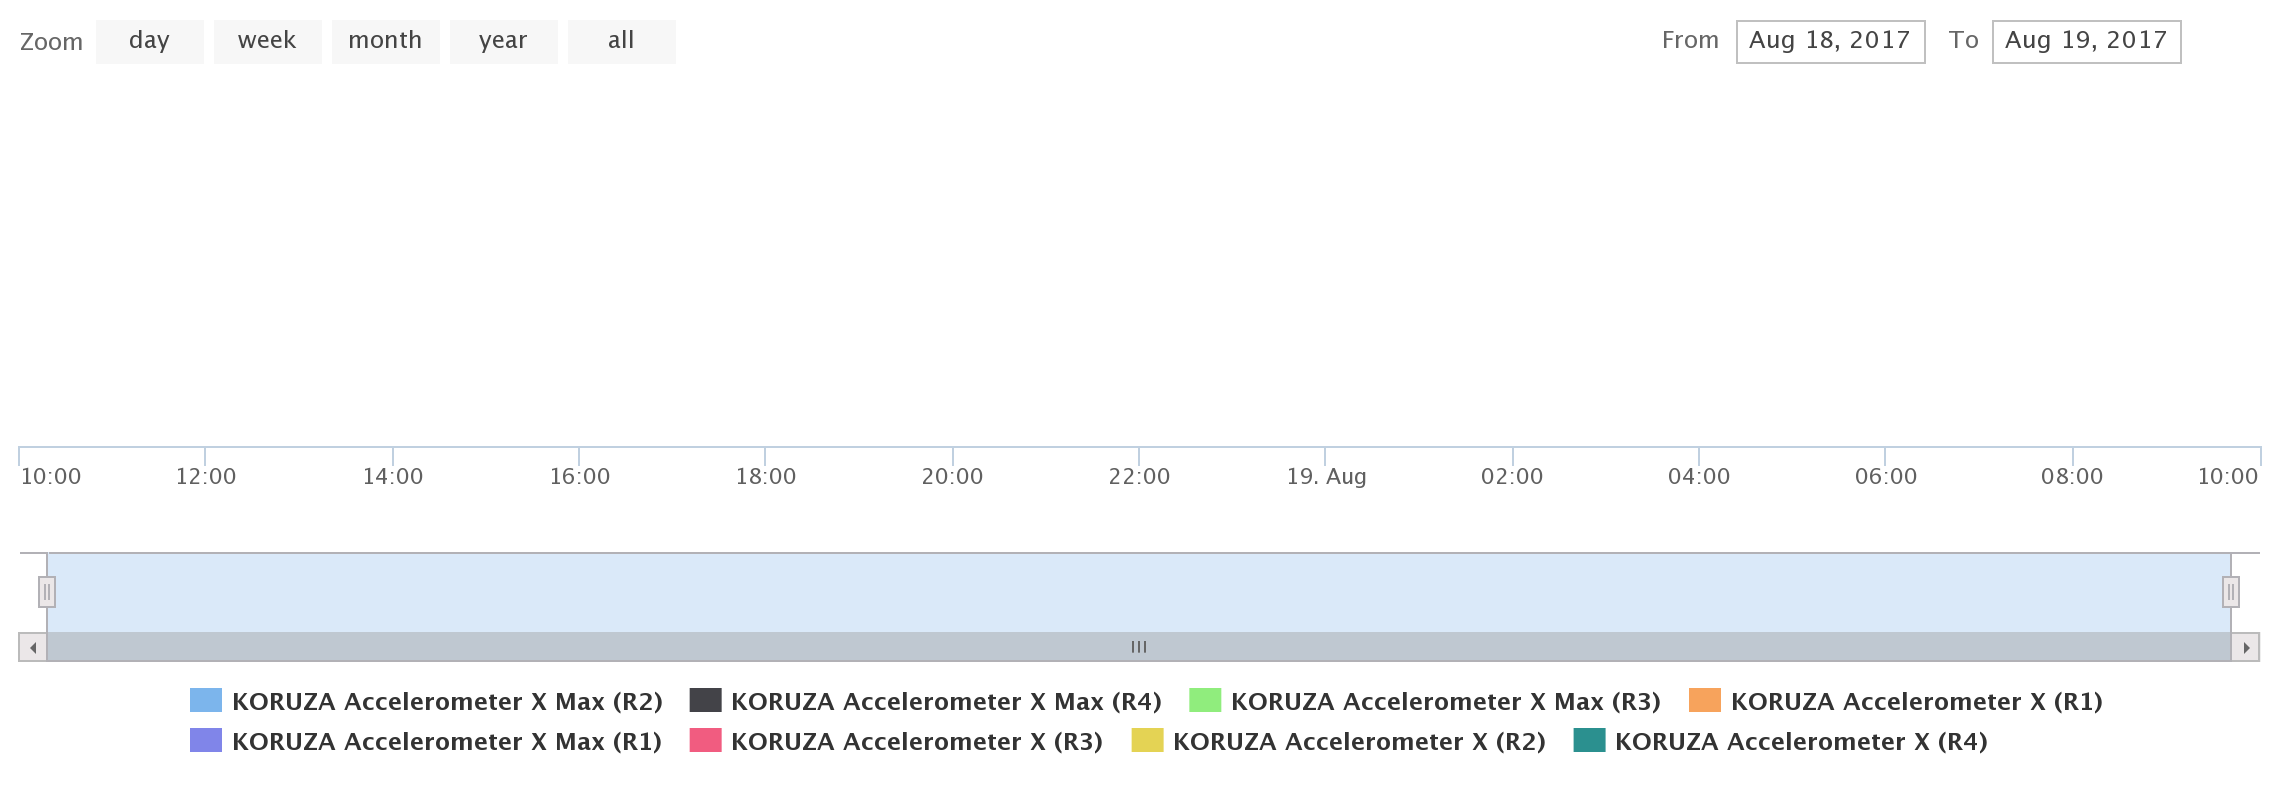 Zoom day week month year all From Aug 18, 2017 To Aug 19, 2017
10:00 12:00 14:00 16:00 18:00 20:00 22:00 19. Aug 02:00 04:00 06:00 08:00 10:00
KORUZA Accelerometer X Max (R2) KORUZA Accelerometer X Max (R4) KORUZA Accelerometer X Max (R3) KORUZA Accelerometer X (R1)
KORUZA Accelerometer X Max (R1) KORUZA Accelerometer X (R3) KORUZA Accelerometer X (R2) KORUZA Accelerometer X (R4)